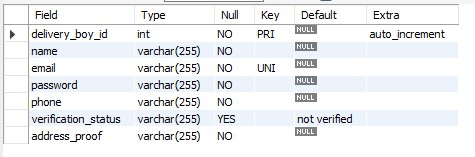 Field Type Null Key Default Extra
delivery_boy_id int NO PRI NULL auto_increment
name varchar(255) NO NULL
email varchar(255) NO UNI NULL
password varchar(255) NO NULL
phone varchar(255) NO NULL
verification_status varchar(255) YES not verified
address_proof varchar(255) NO NULL